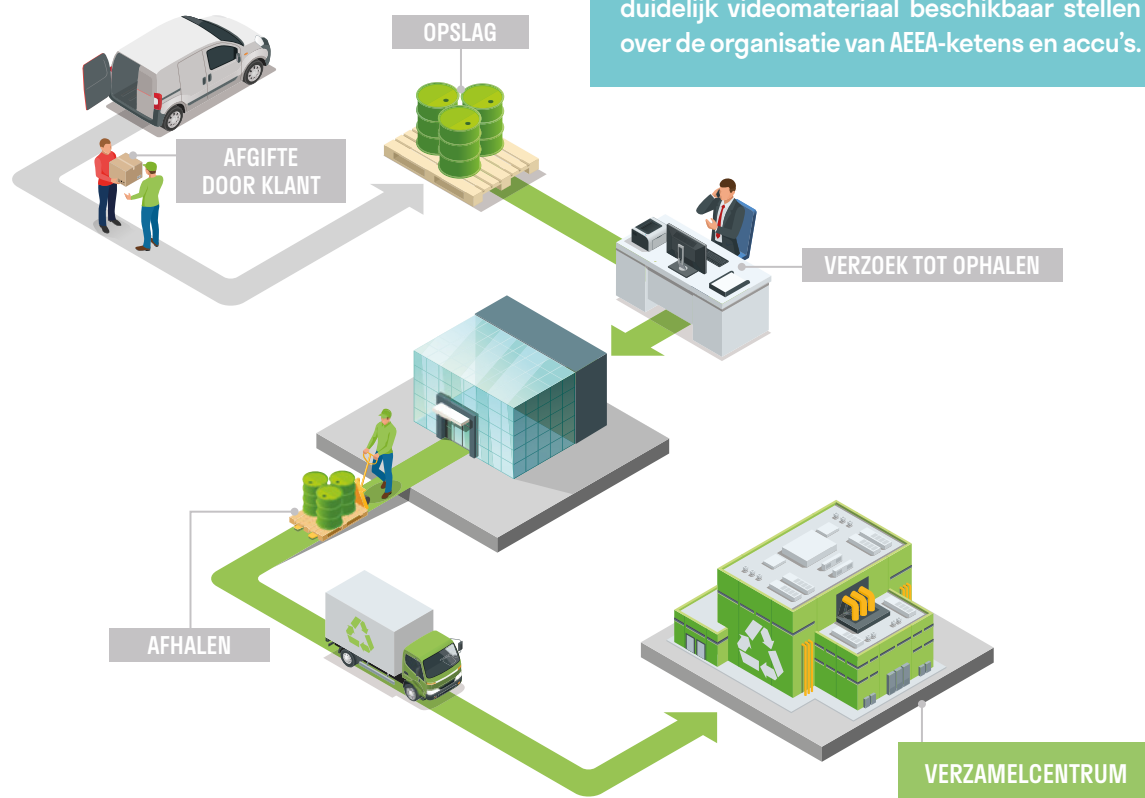 duidelijk videomateriaal beschikbaar stellen
over de organisatie van AEEA-ketens en accu's.
OPSLAG
AFGIFTE
DOOR KLANT
VERZOEK TOT OPHALEN
AFHALEN
VERZAMELCENTRUM